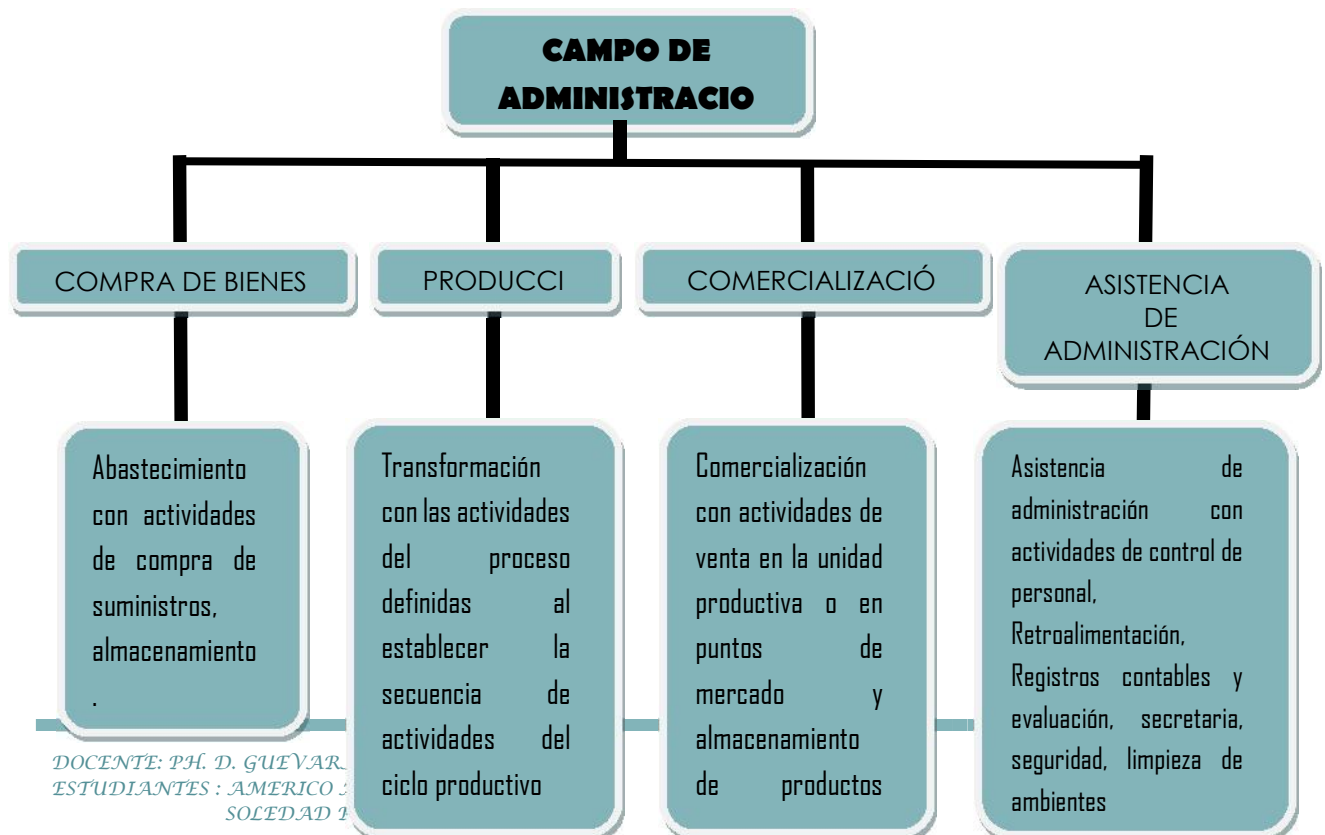 CAMPO DE
ADMINISTRACIO
COMPRA DE BIENES
PRODUCCI
COMERCIALIZACIÓ
ASISTENCIA
DE
ADMINISTRACIÓN
Abastecimiento
con actividades
de compra de
suministros,
almacenamiento
.
Transformación
con las actividades
del proceso
definidas al
establecer la
secuencia de
actividades del
ciclo productivo
Comercialización
con actividades de
venta en la unidad
productiva o en
puntos de
mercado y
almacenamiento
de productos
Asistencia de
administración con
actividades de control de
personal,
Retroalimentación,
Registros contables y
evaluación, secretaria,
seguridad, limpieza de
ambientes
DOCENTE: PH. D. GUEVAR
ESTUDIANTES : AMERICO
SOLEDAD